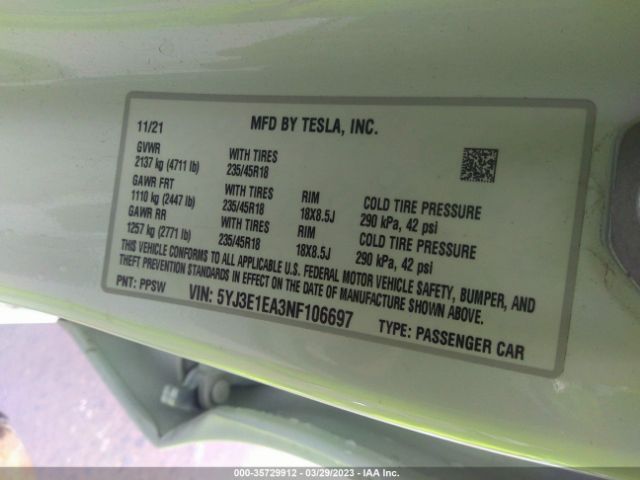 11/21 MFD BY TESLA, INC.
GVWR
2137 kg (4711 lb) WITH TIRES 235/45R18
GAWR FRT
1110 kg (2447 lb) WITH TIRES 235/45R18 RIM 18X8.5J COLD TIRE PRESSURE 290 kPa, 42 psi
GAWR RR
1257 kg (2771 lb) WITH TIRES 235/45R18 RIM 18X8.5J COLD TIRE PRESSURE 290 kPa, 42 psi
THIS VEHICLE CONFORMS TO ALL APPLICABLE U.S. FEDERAL MOTOR VEHICLE SAFETY, BUMPER, AND
THEFT PREVENTION STANDARDS IN EFFECT ON THE DATE OF MANUFACTURE SHOWN ABOVE.
PNT: PPSW VIN: 5YJ3E1EA3NF106697 TYPE: PASSENGER CAR
000-35729912 - 03/29/2023 - IAA Inc.